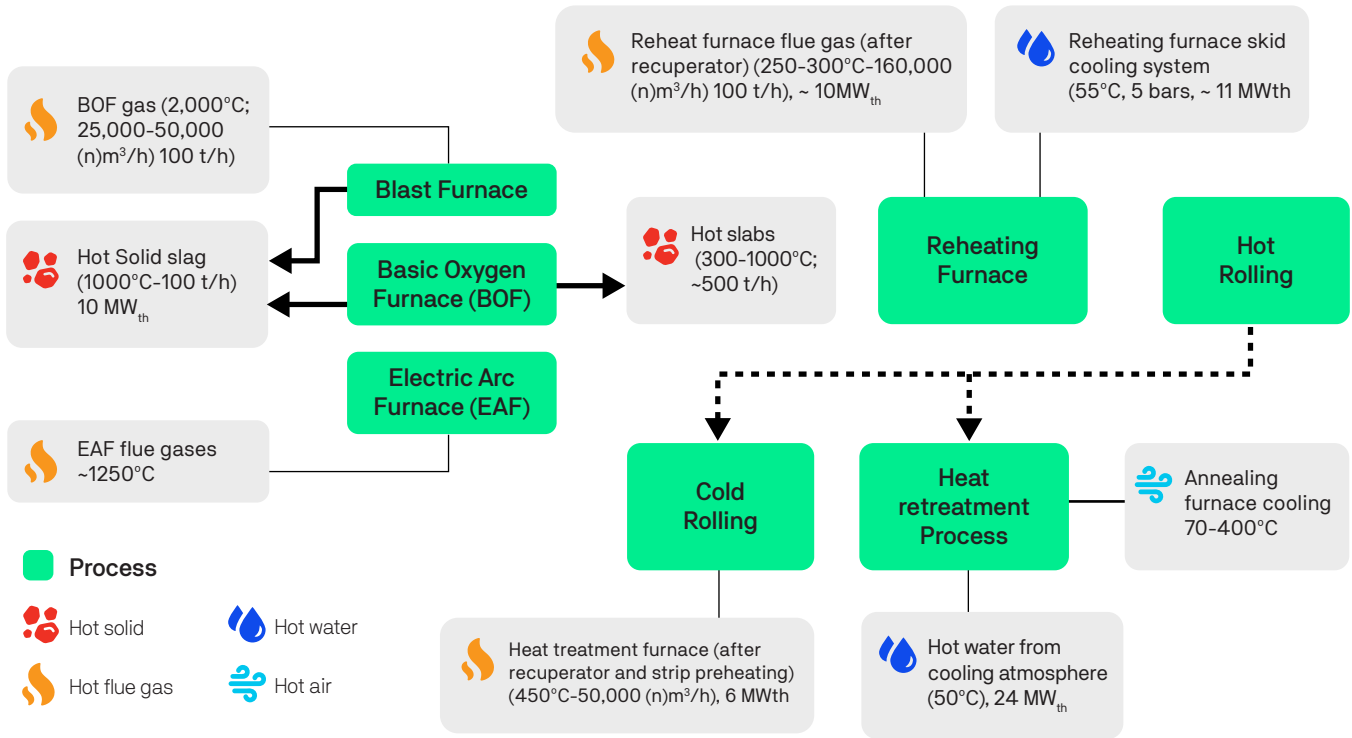 BOF gas (2,000°C;
25,000-50,000
(n)m³/h) 100 t/h)
Reheat furnace flue gas (after
recuperator) (250-300°C-160,000
(n)m³/h) 100 t/h), ~ 10MWth
Reheating furnace skid
cooling system
(55°C, 5 bars, ~ 11 MWth
Blast Furnace
Hot Solid slag
(1000°C-100 t/h)
10 MWth
Basic Oxygen
Furnace (BOF)
Hot slabs
(300-1000°C;
~500 t/h)
Reheating
Furnace
Hot
Rolling
Electric Arc
Furnace (EAF)
EAF flue gases
~1250°C
Cold
Rolling
Heat
retreatment
Process
Annealing
furnace cooling
70-400°C
Process
Hot solid
Hot water
Hot flue gas
Hot air
Heat treatment furnace (after
recuperator and strip preheating)
(450°C-50,000 (n)m³/h), 6 MWth
Hot water from
cooling atmosphere
(50°C), 24 MWth